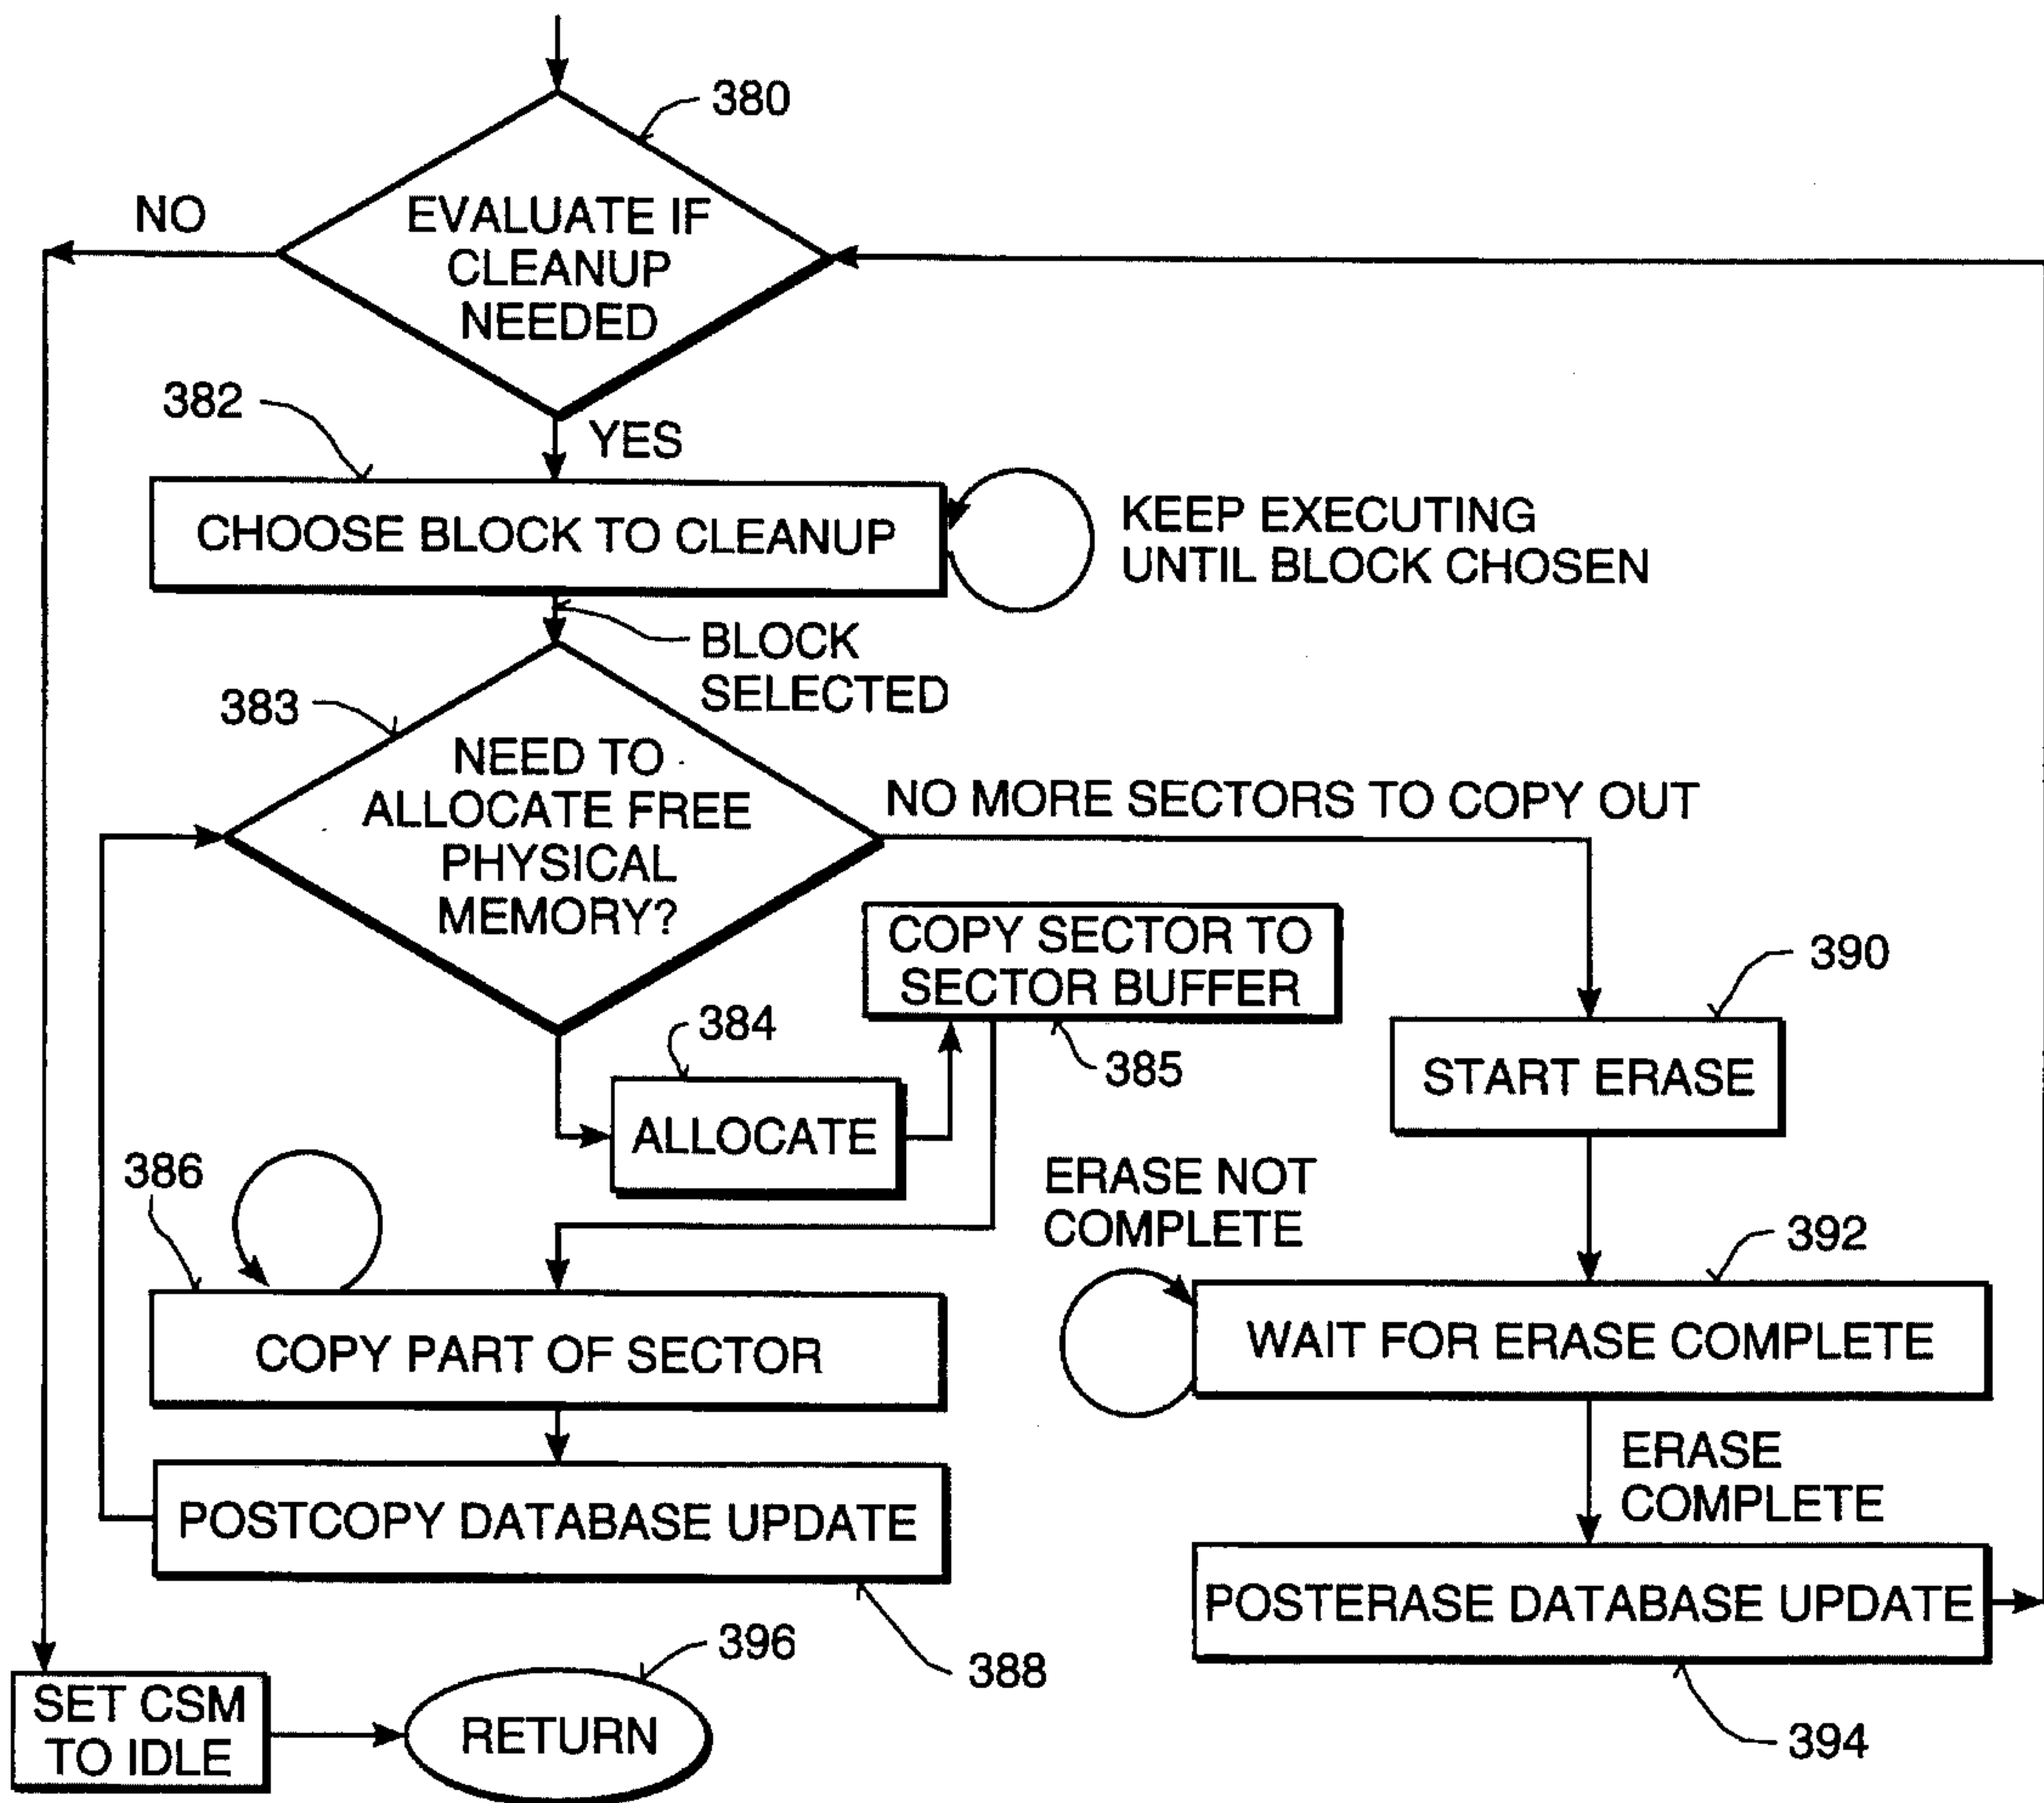 380
NO
EVALUATE IF
CLEANUP
NEEDED
382
YES
CHOOSE BLOCK TO CLEANUP
KEEP EXECUTING
UNTIL BLOCK CHOSEN
BLOCK
SELECTED
383
NEED TO
ALLOCATE FREE
PHYSICAL
MEMORY?
NO MORE SECTORS TO COPY OUT
COPY SECTOR TO
SECTOR BUFFER
385
384
ALLOCATE
390
START ERASE
386
COPY PART OF SECTOR
ERASE NOT
COMPLETE
392
WAIT FOR ERASE COMPLETE
ERASE
COMPLETE
POSTCOPY DATABASE UPDATE
388
POSTERASE DATABASE UPDATE
394
SET CSM
TO IDLE
396
RETURN